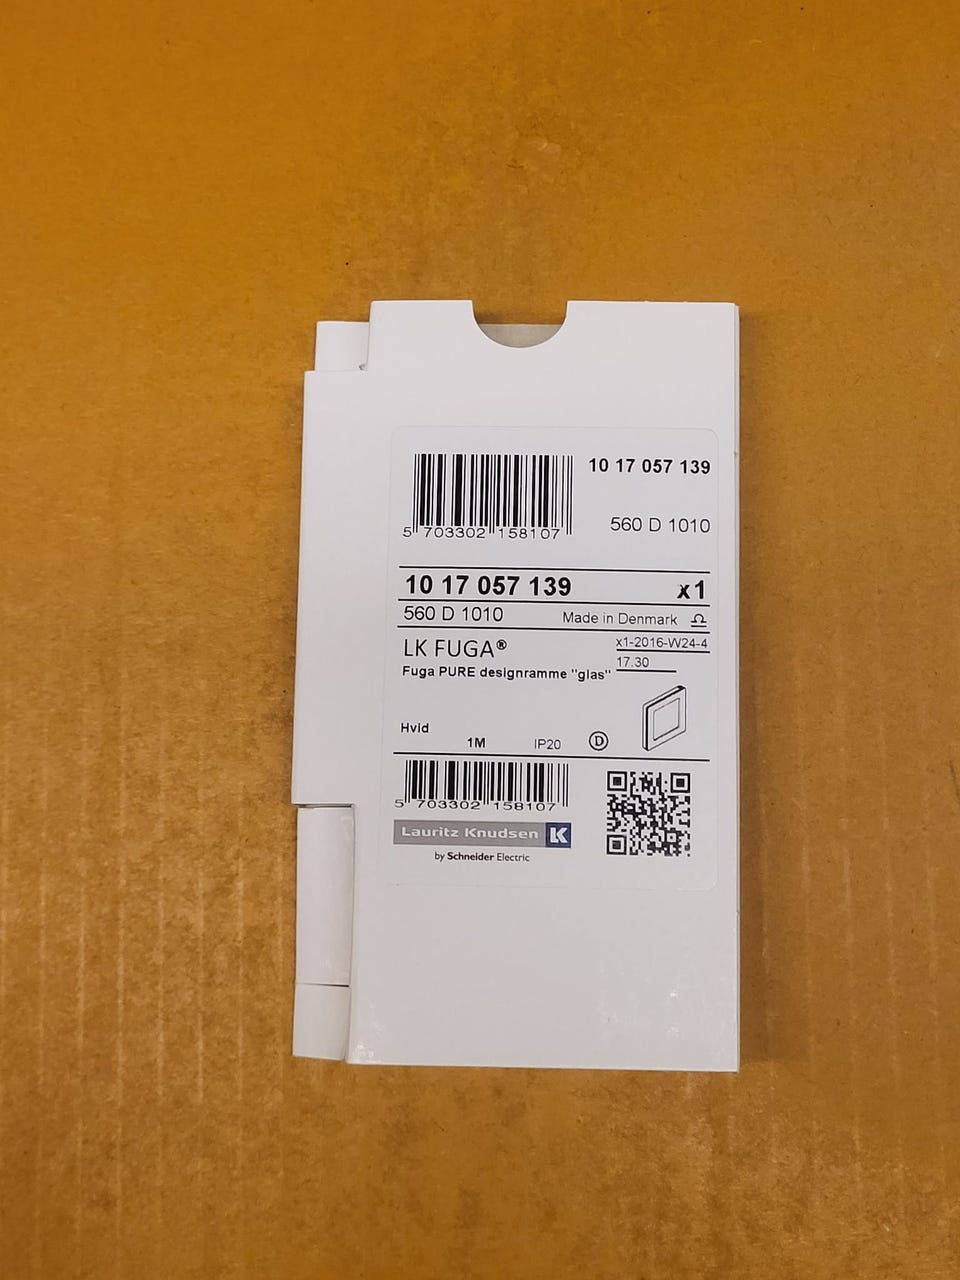 10 17 057 139
5 703302 158107
560 D 1010
10 17 057 139 x1
560 D 1010 Made in Denmark
LK FUGA® x1-2016-W24-4
17.30
Fuga PURE designramme "glas"
Hvid
1M IP20 D
5 703302 158107
Lauritz Knudsen LK
by Schneider Electric